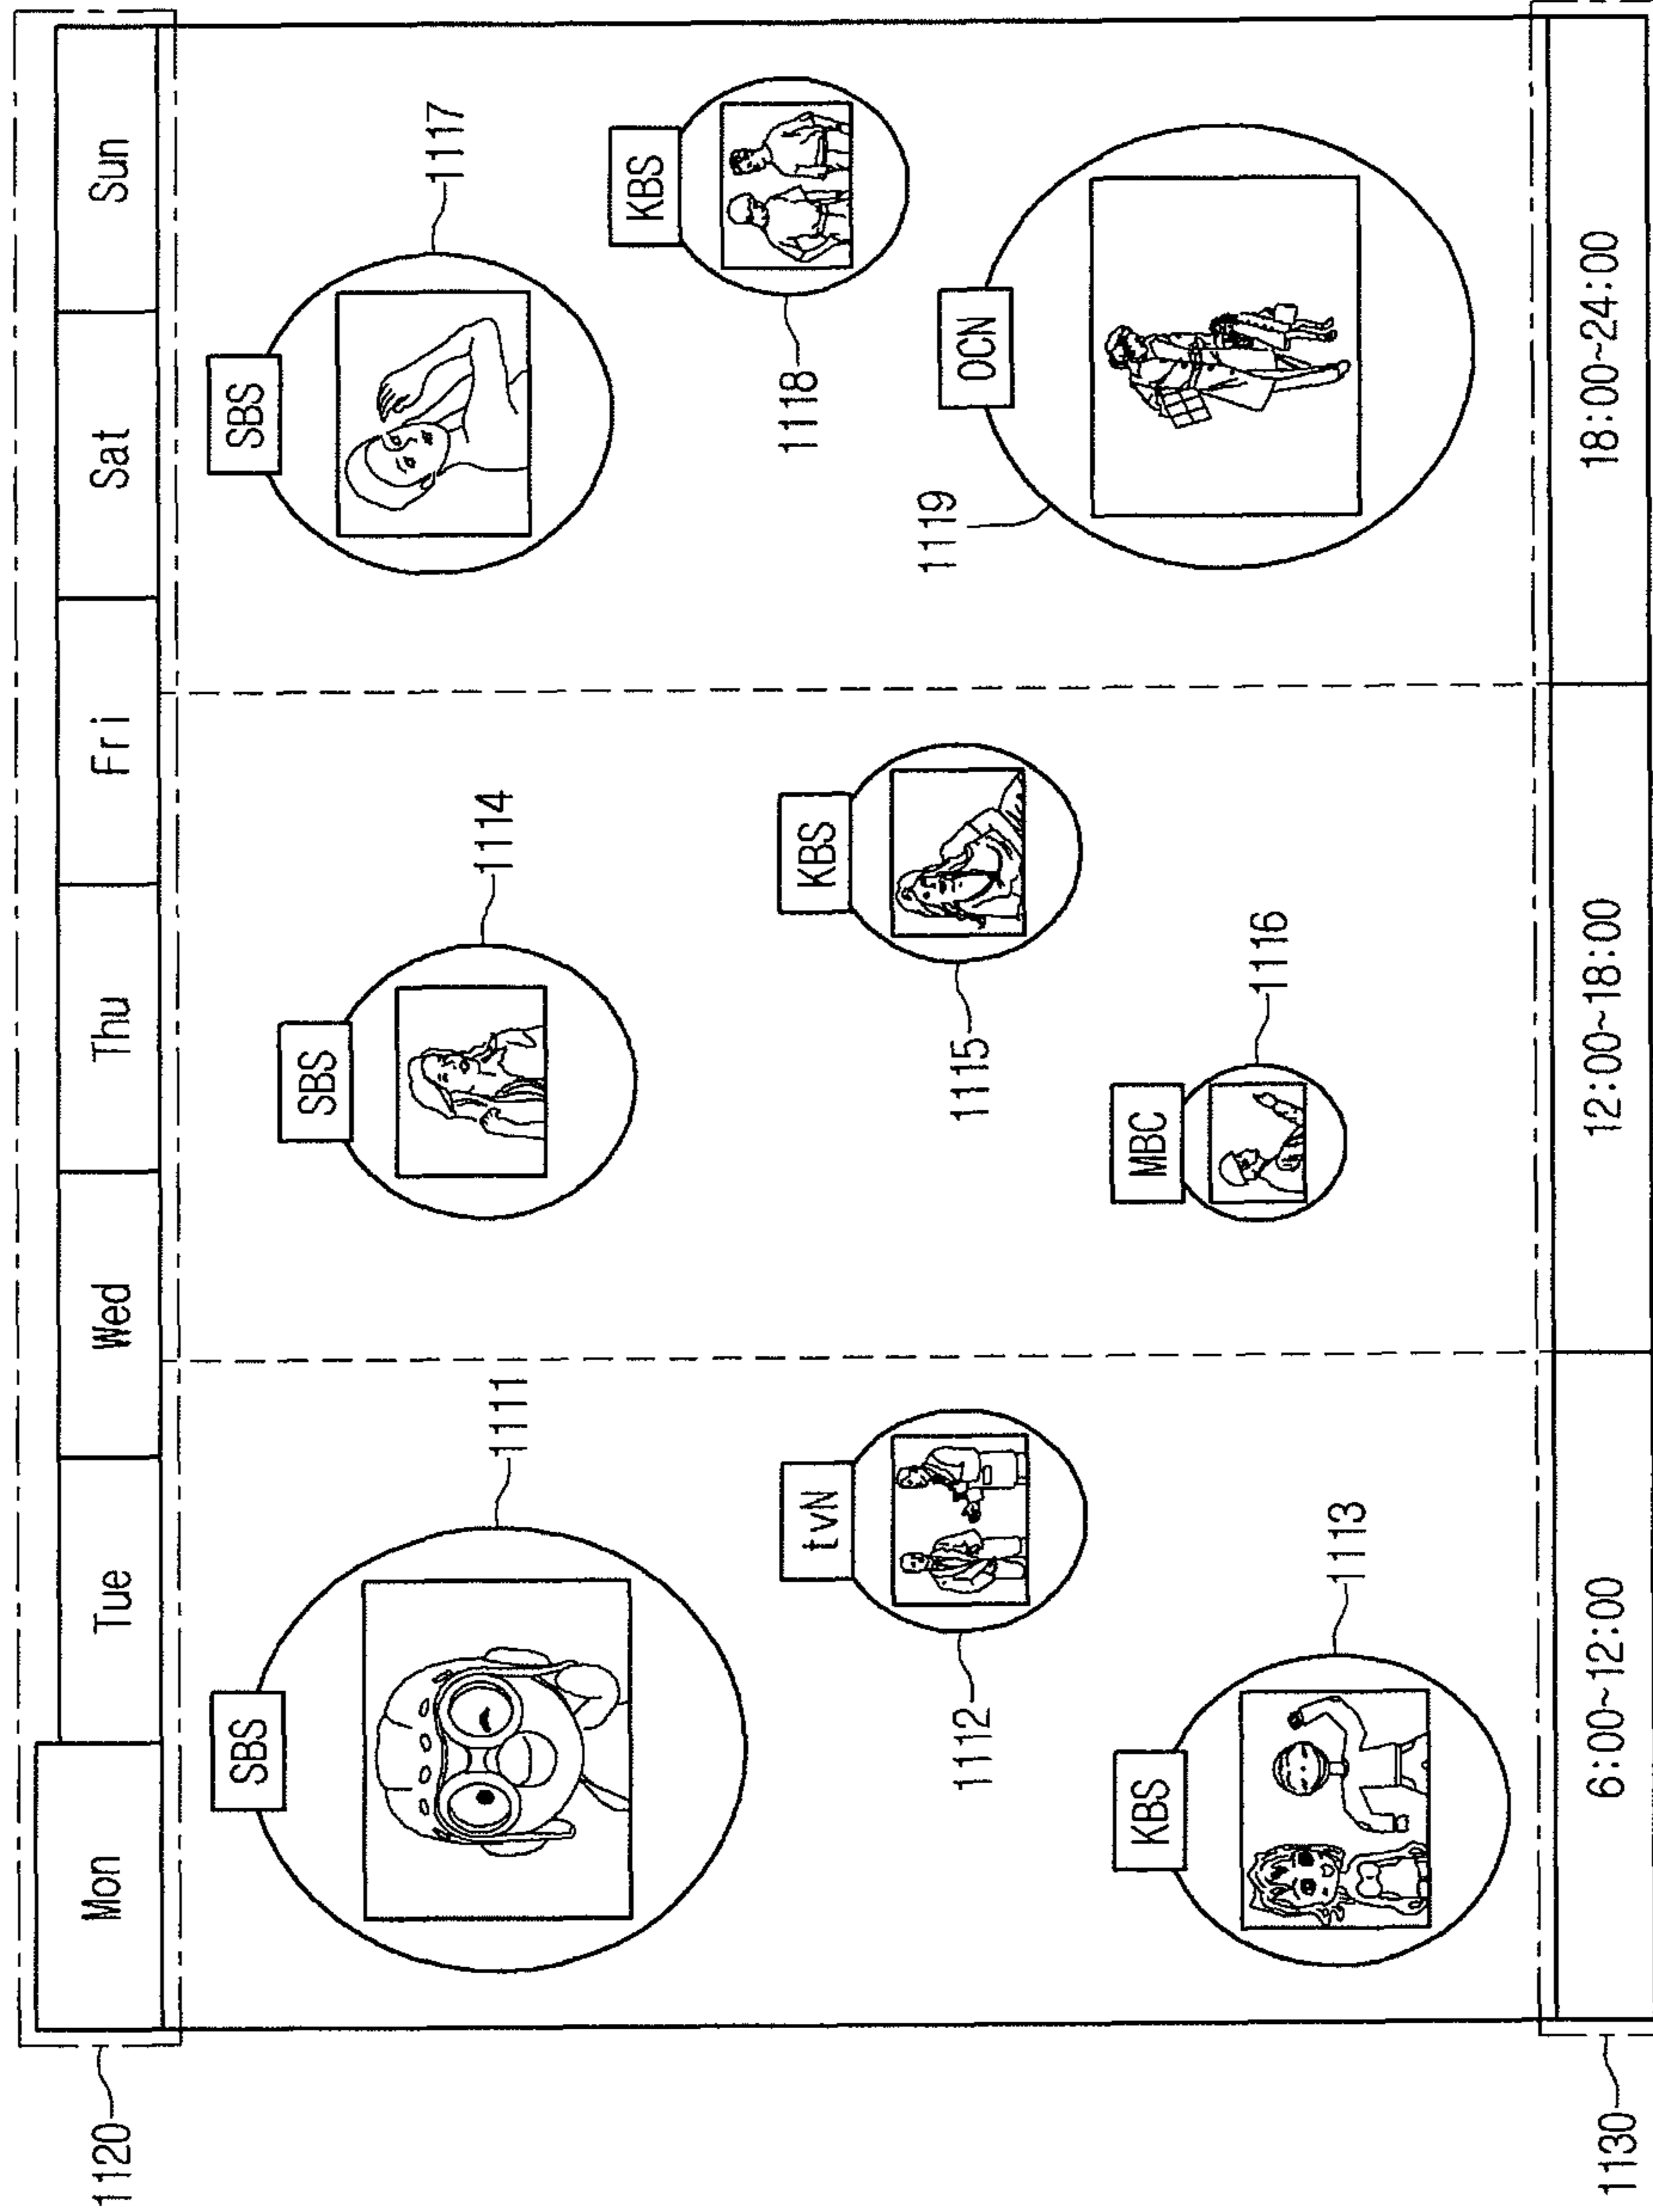 1120
Mon
Tue
Wed
Thu
Fri
Sat
Sun
SBS
1111
tvN
1112
KBS
1113
SBS
1114
KBS
1115
MBC
1116
SBS
1117
KBS
1118
OCN
1119
1130
6:00~12:00
12:00~18:00
18:00~24:00